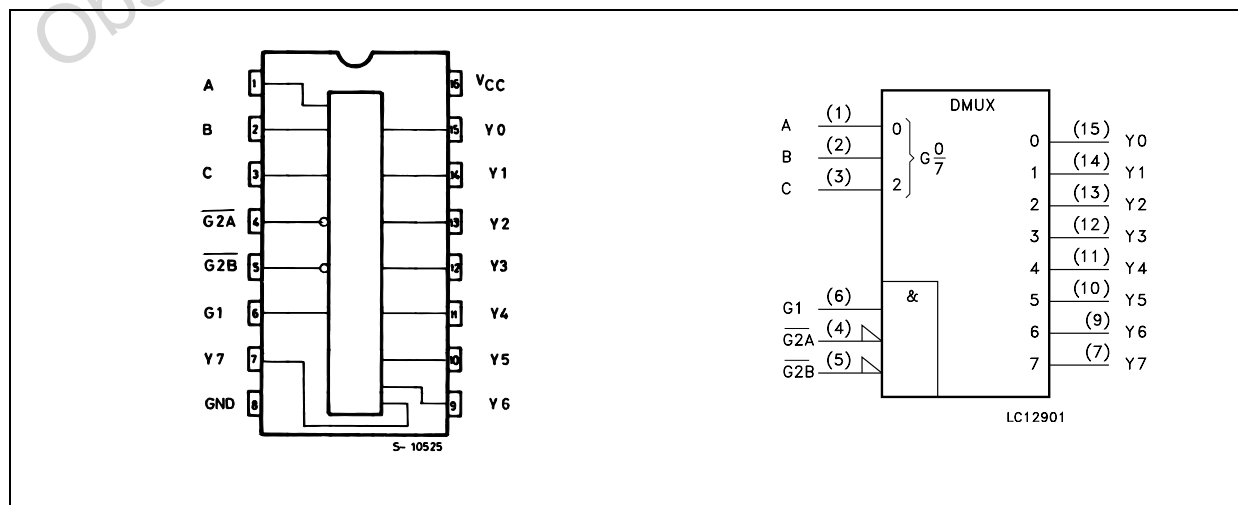 Obs
A 1 16 VCC
B 2 15 Y0
C 3 14 Y1
G2A 4 13 Y2
G2B 5 12 Y3
G1 6 11 Y4
Y7 7 10 Y5
GND 8 9 Y6
S- 10525
DMUX
A (1) 0
B (2) G 0/7
C (3) 2
0 (15) Y0
1 (14) Y1
2 (13) Y2
3 (12) Y3
4 (11) Y4
5 (10) Y5
6 (9) Y6
7 (7) Y7
&
G1 (6)
G2A (4)
G2B (5)
LC12901